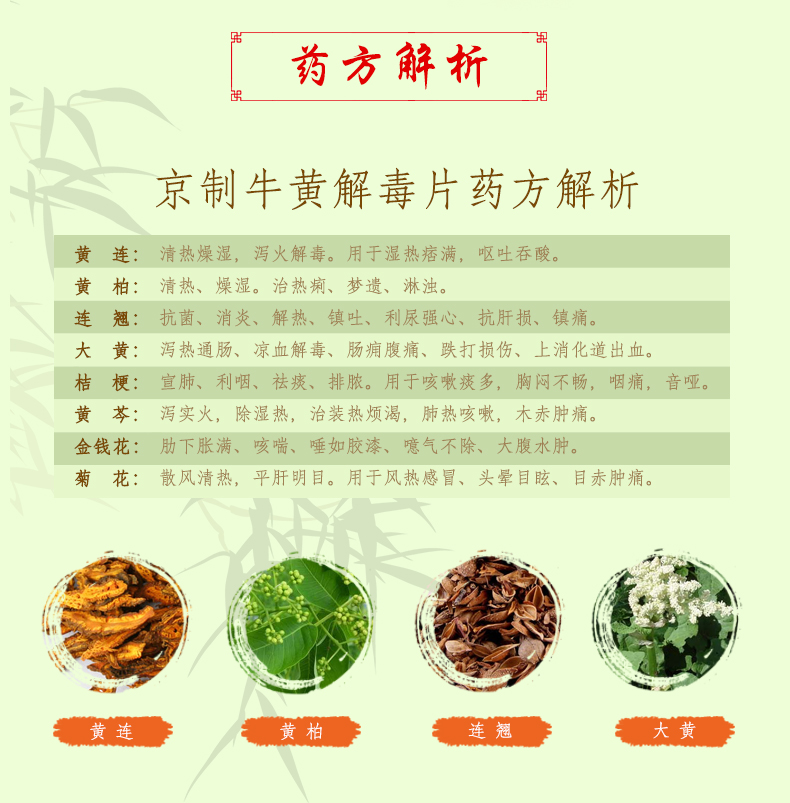 药方解析
京制牛黄解毒片药方解析
黄 连: 清热燥湿, 泻火解毒。用于湿热痞满, 呕吐吞酸。
黄 柏: 清热、燥湿。治热痢、梦遗、淋浊。
连 翘: 抗菌、消炎、解热、镇吐、利尿强心、抗肝损、镇痛。
大 黄: 泻热通肠、凉血解毒、肠痈腹痛、跌打损伤、上消化道出血。
桔 梗: 宣肺、利咽、祛痰、排脓。用于咳嗽痰多, 胸闷不畅, 咽痛, 音哑。
黄 芩: 泻实火, 除湿热, 治装热烦渴, 肺热咳嗽, 木赤肿痛。
金钱花: 肋下胀满、咳喘、唾如胶漆、噫气不除、大腹水肿。
菊 花: 散风清热, 平肝明目。用于风热感冒、头晕目眩、目赤肿痛。
黄连
黄柏
连翘
大黄